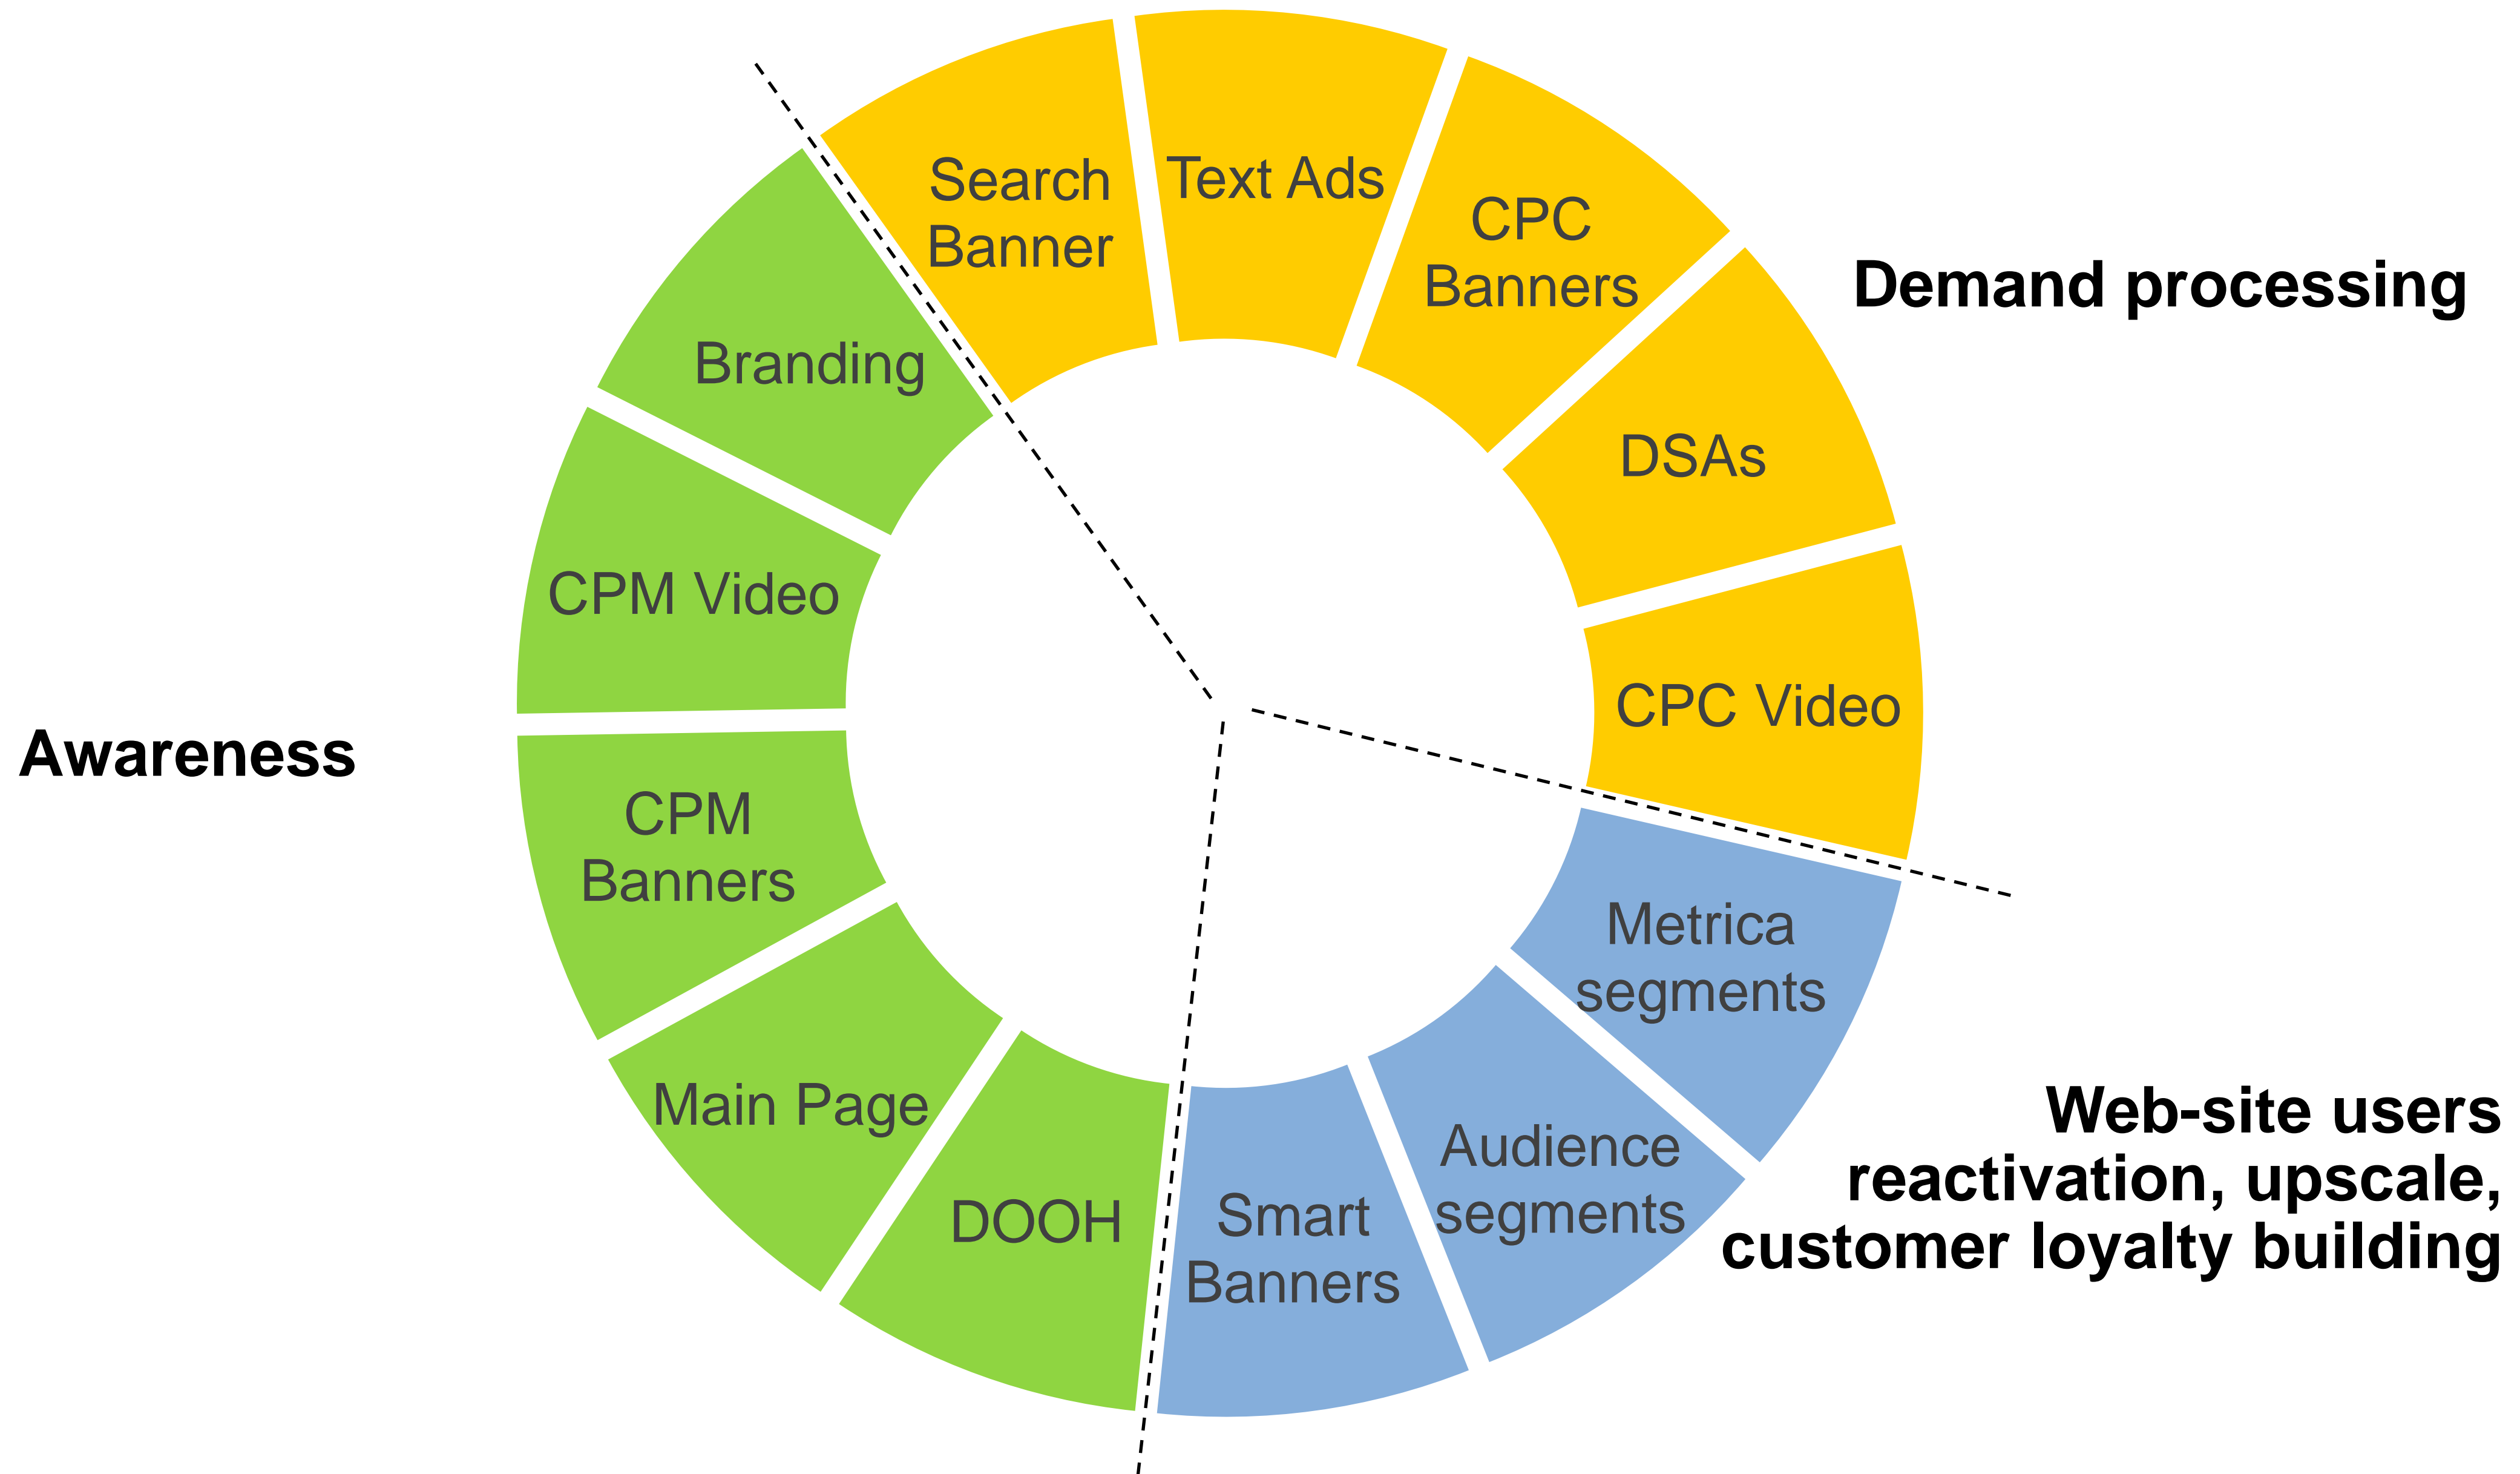 Search
Banner
Text Ads
CPC
Banners
DSAs
CPC Video
Demand processing
Metrica
segments
Audience
segments
Smart
Banners
Web-site users
reactivation, upscale,
customer loyalty building
DOOH
Main Page
CPM
Banners
CPM Video
Branding
Awareness